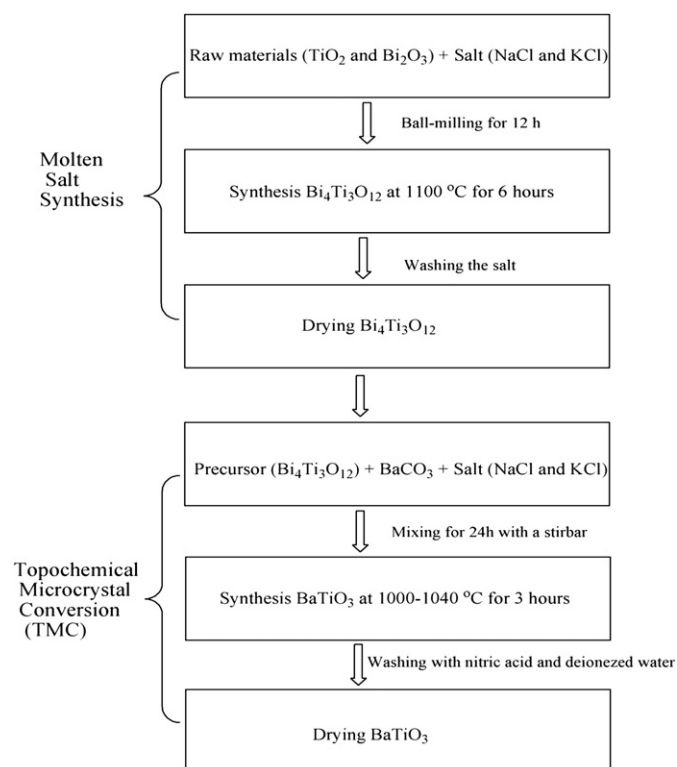 Raw materials (TiO₂ and Bi₂O₃) + Salt (NaCl and KCl)
Ball-milling for 12 h
Molten
Salt
Synthesis
Synthesis Bi₄Ti₃O₁₂ at 1100 °C for 6 hours
Washing the salt
Drying Bi₄Ti₃O₁₂
Precursor (Bi₄Ti₃O₁₂) + BaCO₃ + Salt (NaCl and KCl)
Mixing for 24h with a stirbar
Topochemical
Microcrystal
Conversion
(TMC)
Synthesis BaTiO₃ at 1000-1040 °C for 3 hours
Washing with nitric acid and deionezed water
Drying BaTiO₃